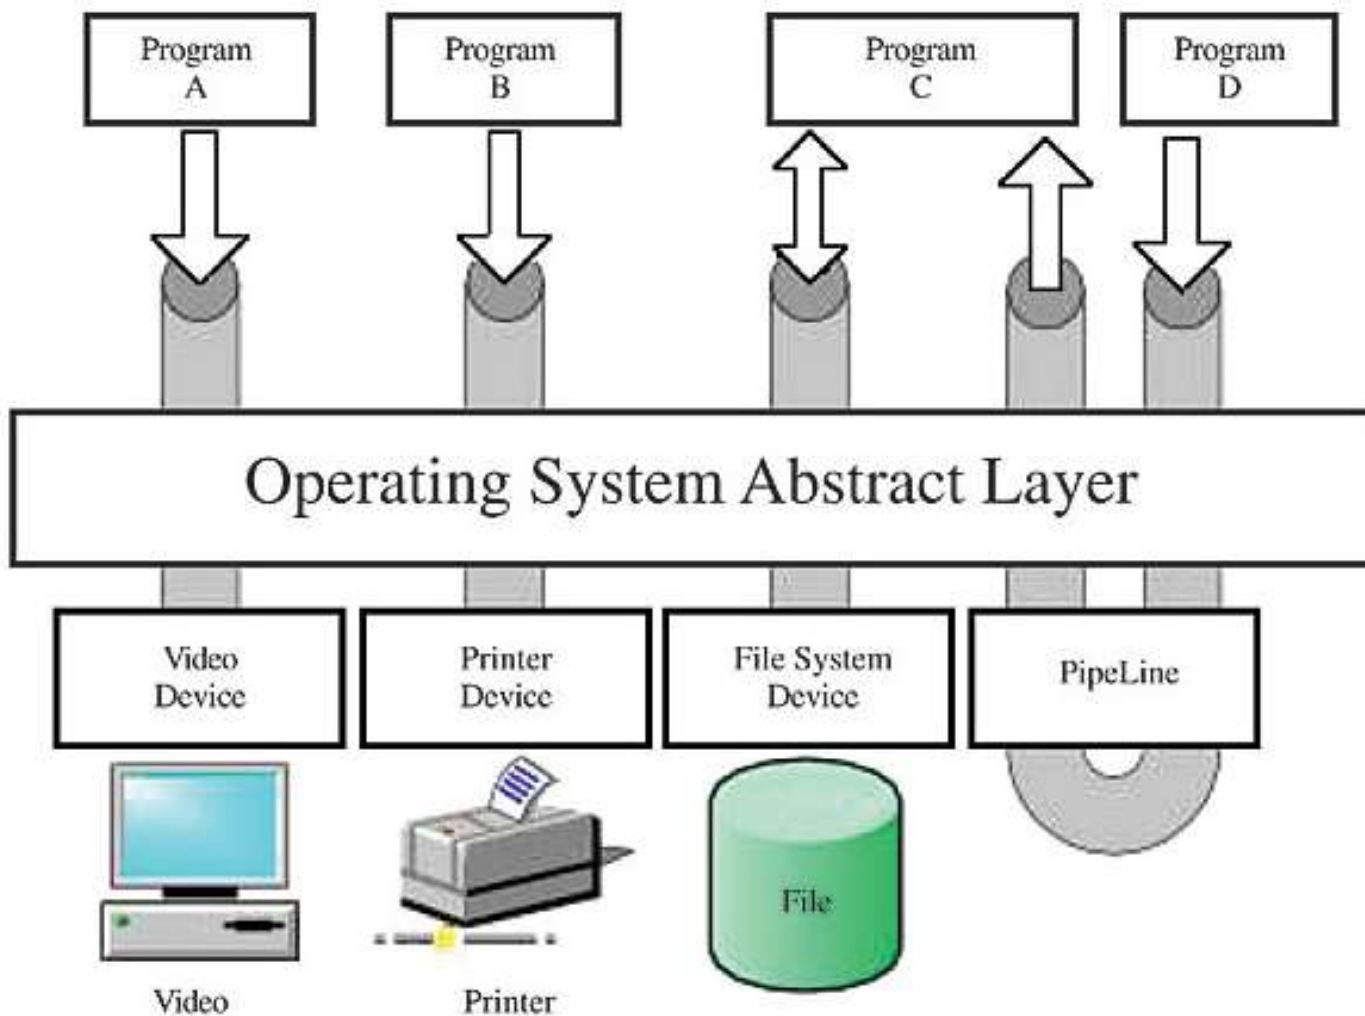 Program
A
Program
B
Program
C
Program
D
Operating System Abstract Layer
Video
Device
Printer
Device
File System
Device
PipeLine
File
Video
Printer